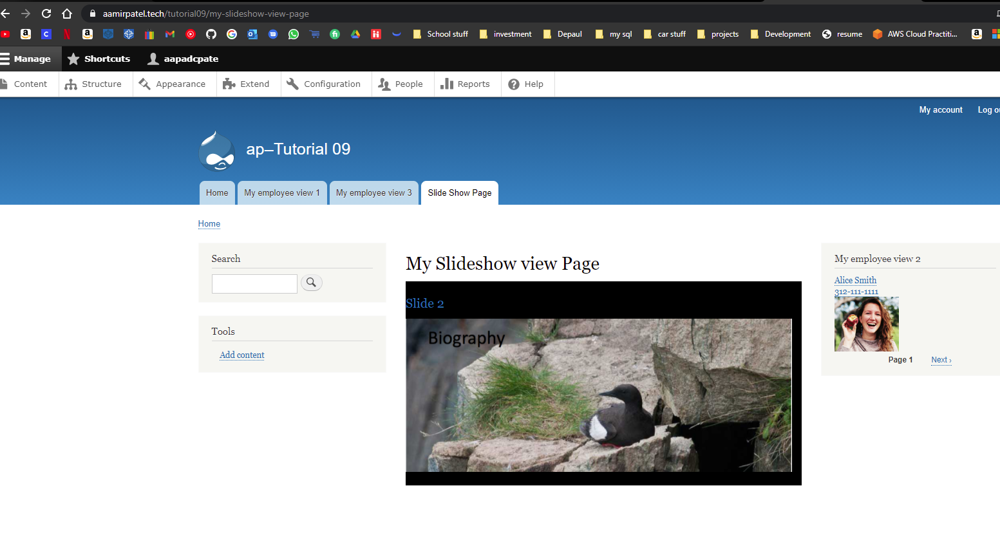 aamirpatel.tech/tutorial09/my-slideshow-view-page
School stuff investment Depaul my sql car stuff projects Development resume AWS Cloud Practiti...
Manage Shortcuts aapadcpate
Content Structure Appearance Extend Configuration People Reports Help
My account Log o
ap–Tutorial 09
Home My employee view 1 My employee view 3 Slide Show Page
Home
Search
Tools
Add content
My Slideshow view Page
Slide 2
Biography
My employee view 2
Alice Smith
312-111-1111
Page 1 Next ›